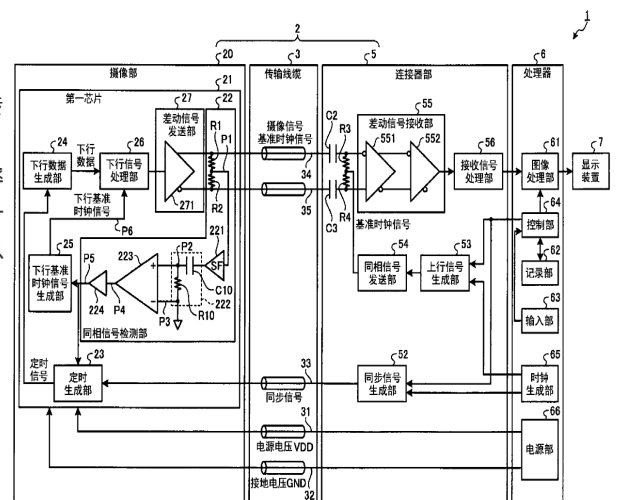 1
2
20
3
5
6
摄像部
传输线缆
连接器部
处理器
21
第一芯片
27
22
差动信号
发送部
R1
P1
R2
271
24
下行
数据
26
下行数据
生成部
下行信号
处理部
下行基准
时钟信号
P6
摄像信号
基准时钟信号
34
35
C2
R3
C3
R4
55
差动信号接收部
551
552
基准时钟信号
56
接收信号
处理部
61
图像
处理部
7
显示
装置
64
控制部
62
记录部
63
输入部
25
下行基准
时钟信号
生成部
P5
224
P4
223
P2
221
SF
C10
222
R10
P3
同相信号检测部
54
同相信号
发送部
53
上行信号
生成部
定时
信号
23
定时
生成部
33
同步信号
52
同步信号
生成部
65
时钟
生成部
66
电源部
31
电源电压VDD
接地电压GND
32